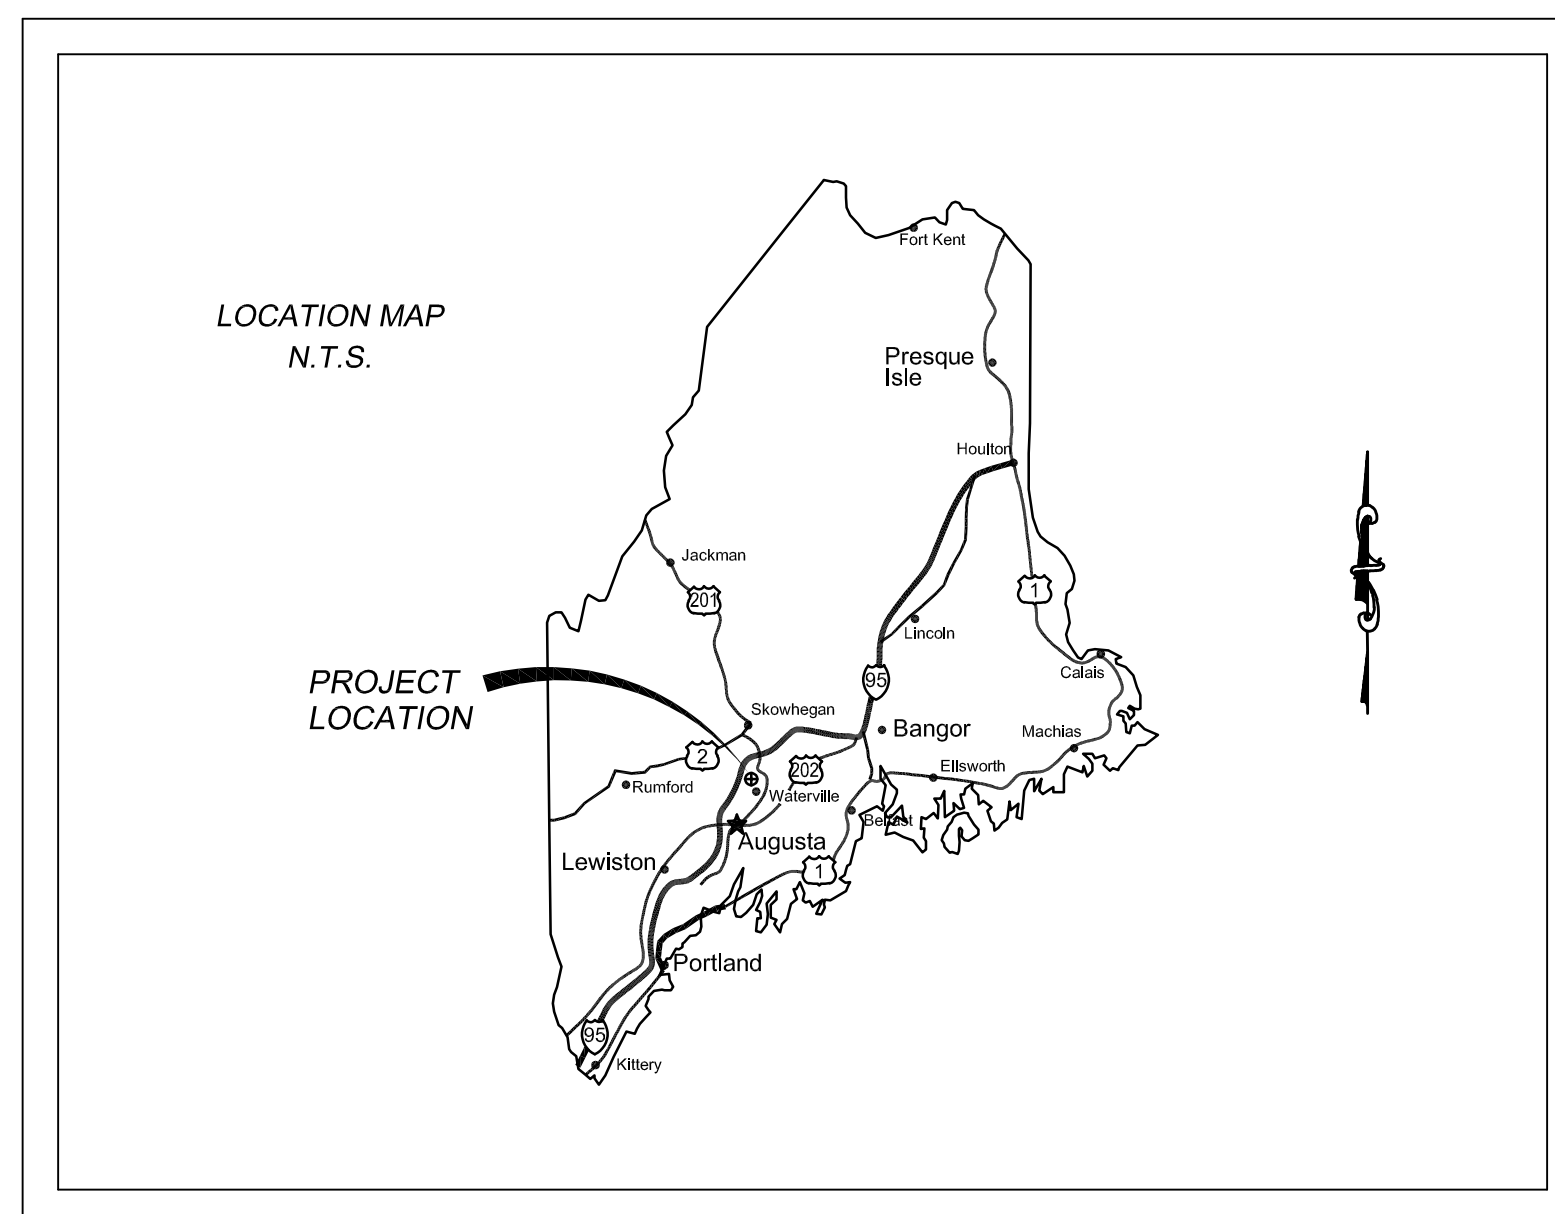 Fort Kent
LOCATION MAP
N.T.S.
Presque
Isle
Houlton
Jackman
201
1
Lincoln
Calais
PROJECT
LOCATION
95
Skowhegan
Bangor
Machias
2
202
Ellsworth
Rumford
Waterville
Belfast
Augusta
Lewiston
1
Portland
95
Kittery